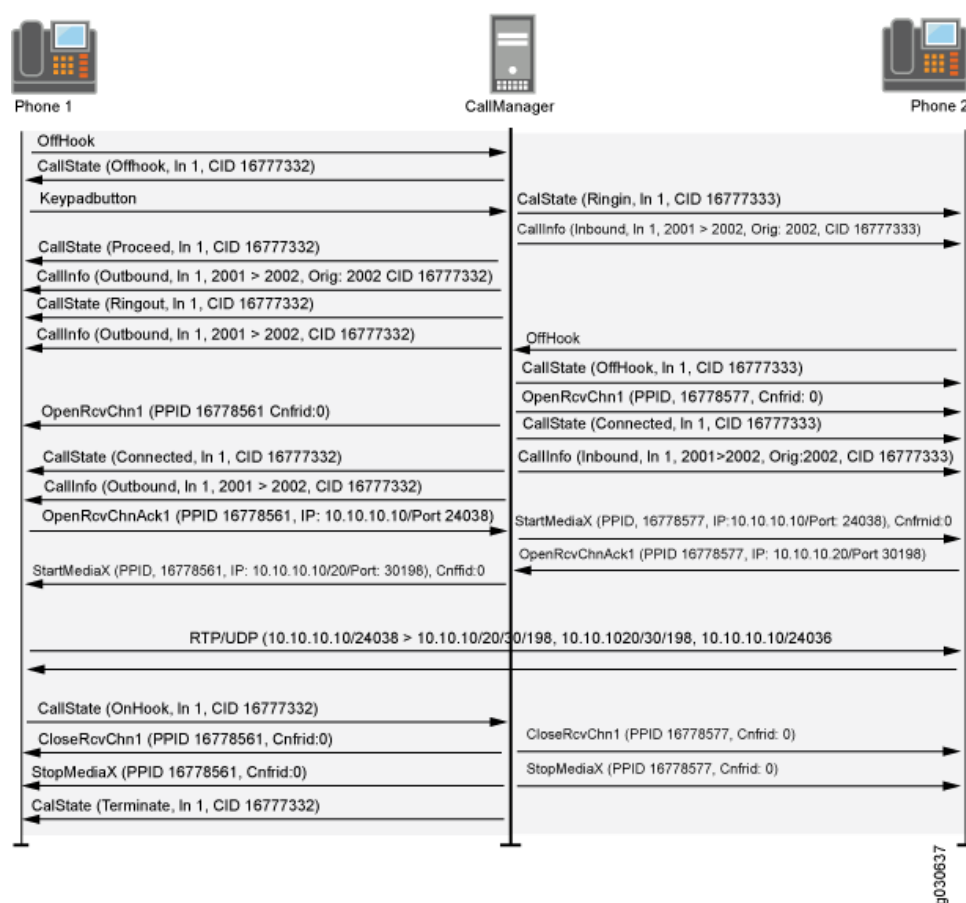 Phone 1
CallManager
Phone 2
OffHook
CallState (Offhook, In 1, CID 16777332)
Keypadbutton
CalState (Ringin, In 1, CID 16777333)
CallInfo (Inbound, In 1, 2001 > 2002, Orig: 2002, CID 16777333)
CallState (Proceed, In 1, CID 16777332)
CallInfo (Outbound, In 1, 2001 > 2002, Orig: 2002 CID 16777332)
CallState (Ringout, In 1, CID 16777332)
CallInfo (Outbound, In 1, 2001 > 2002, CID 16777332)
OffHook
CallState (OffHook, In 1, CID 16777333)
OpenRcvChn1 (PPID, 16778577, Cnfrid: 0)
OpenRcvChn1 (PPID 16778561 Cnfrid:0)
CallState (Connected, In 1, CID 16777333)
CallState (Connected, In 1, CID 16777332)
CallInfo (Inbound, In 1, 2001>2002, Orig:2002, CID 16777333)
CallInfo (Outbound, In 1, 2001 > 2002, CID 16777332)
OpenRcvChnAck1 (PPID 16778561, IP: 10.10.10.10/Port 24038)
StartMediaX (PPID, 16778577, IP:10.10.10.10/Port: 24038), Cnfmid:0
OpenRcvChnAck1 (PPID 16778577, IP: 10.10.10.20/Port 30198)
StartMediaX (PPID, 16778561, IP: 10.10.10.10/20/Port: 30198), Cnffid:0
RTP/UDP (10.10.10.10/24038 > 10.10.10/20/30/198, 10.10.1020/30/198, 10.10.10.10/24036
CallState (OnHook, In 1, CID 16777332)
CloseRcvChn1 (PPID 16778561, Cnfrid:0)
CloseRcvChn1 (PPID 16778577, Cnfrid: 0)
StopMediaX (PPID 16778561, Cnfrid:0)
StopMediaX (PPID 16778577, Cnfrid: 0)
CalState (Terminate, In 1, CID 16777332)
g030637